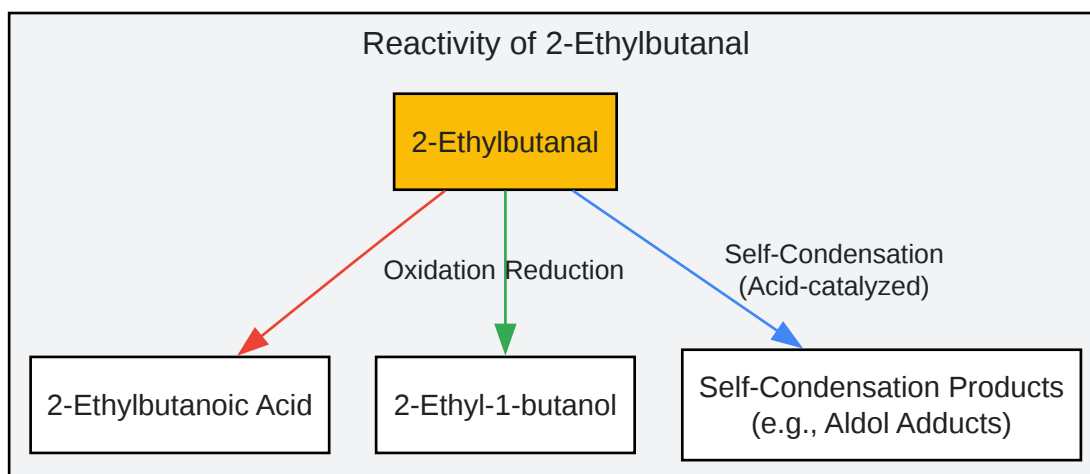 Reactivity of 2-Ethylbutanal
2-Ethylbutanal
Self-Condensation
(Acid-catalyzed)
Oxidation
Reduction
2-Ethylbutanoic Acid
2-Ethyl-1-butanol
Self-Condensation Products
(e.g., Aldol Adducts)